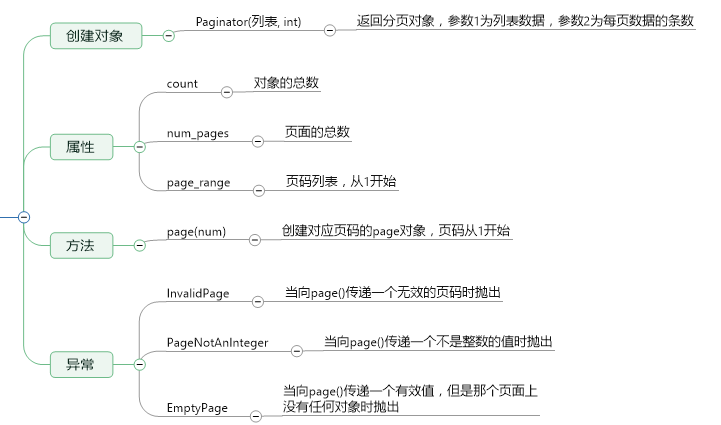 创建对象
Paginator(列表, int)
返回分页对象，参数1为列表数据，参数2为每页数据的条数
属性
count
对象的总数
num_pages
页面的总数
page_range
页码列表，从1开始
方法
page(num)
创建对应页码的page对象，页码从1开始
异常
InvalidPage
当向page()传递一个无效的页码时抛出
PageNotAnInteger
当向page()传递一个不是整数的值时抛出
EmptyPage
当向page()传递一个有效值，但是那个页面上
没有任何对象时抛出